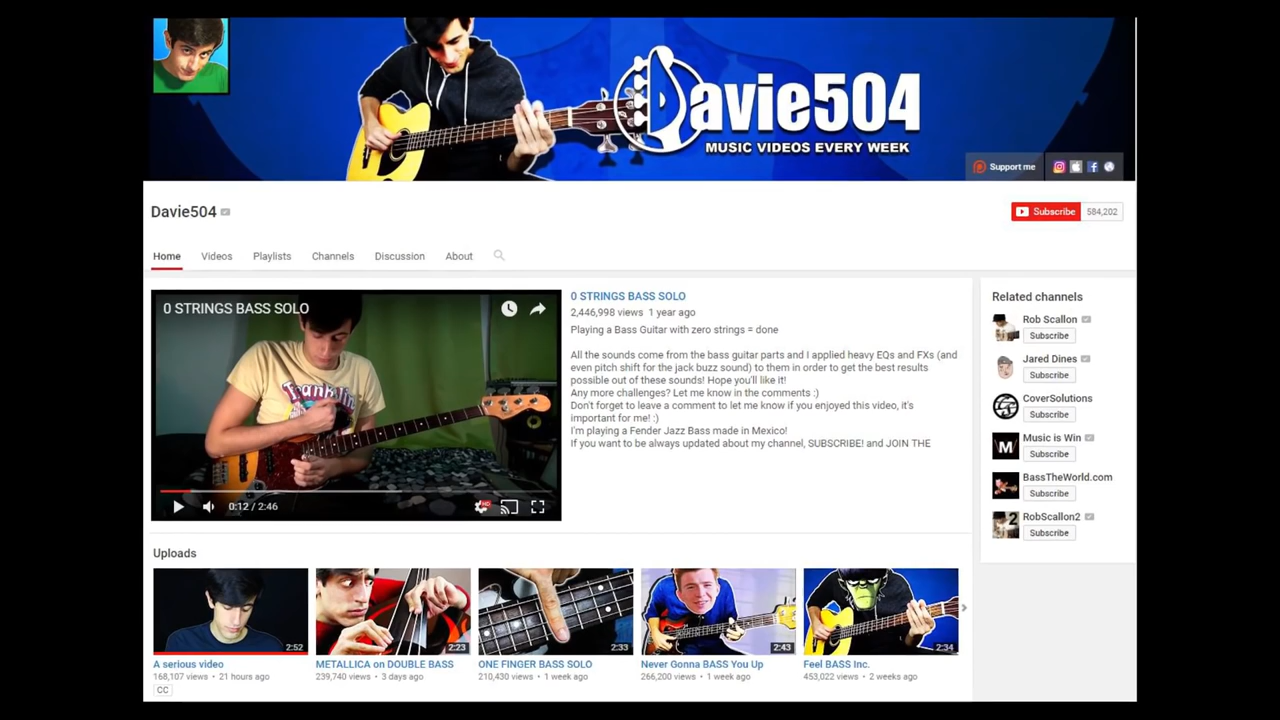 Davie504
MUSIC VIDEOS EVERY WEEK
Support me
Davie504
Subscribe 584,202
Home Videos Playlists Channels Discussion About
0 STRINGS BASS SOLO
0:12 / 2:46
0 STRINGS BASS SOLO
2,446,998 views 1 year ago
Playing a Bass Guitar with zero strings = done
All the sounds come from the bass guitar parts and I applied heavy EQs and FXs (and
even pitch shift for the jack buzz sound) to them in order to get the best results
possible out of these sounds! Hope you'll like it!
Any more challenges? Let me know in the comments :)
Don't forget to leave a comment to let me know if you enjoyed this video, it's
important for me! :)
I'm playing a Fender Jazz Bass made in Mexico!
If you want to be always updated about my channel, SUBSCRIBE! and JOIN THE
Related channels
Rob Scallon
Subscribe
Jared Dines
Subscribe
CoverSolutions
Subscribe
M
Music is Win
Subscribe
BassTheWorld.com
Subscribe
2
RobScallon2
Subscribe
Uploads
2:52
A serious video
168,107 views • 21 hours ago
CC
2:23
METALLICA on DOUBLE BASS
239,740 views • 3 days ago
2:33
ONE FINGER BASS SOLO
210,430 views • 1 week ago
2:43
Never Gonna BASS You Up
266,200 views • 1 week ago
2:34
Feel BASS Inc.
453,022 views • 2 weeks ago